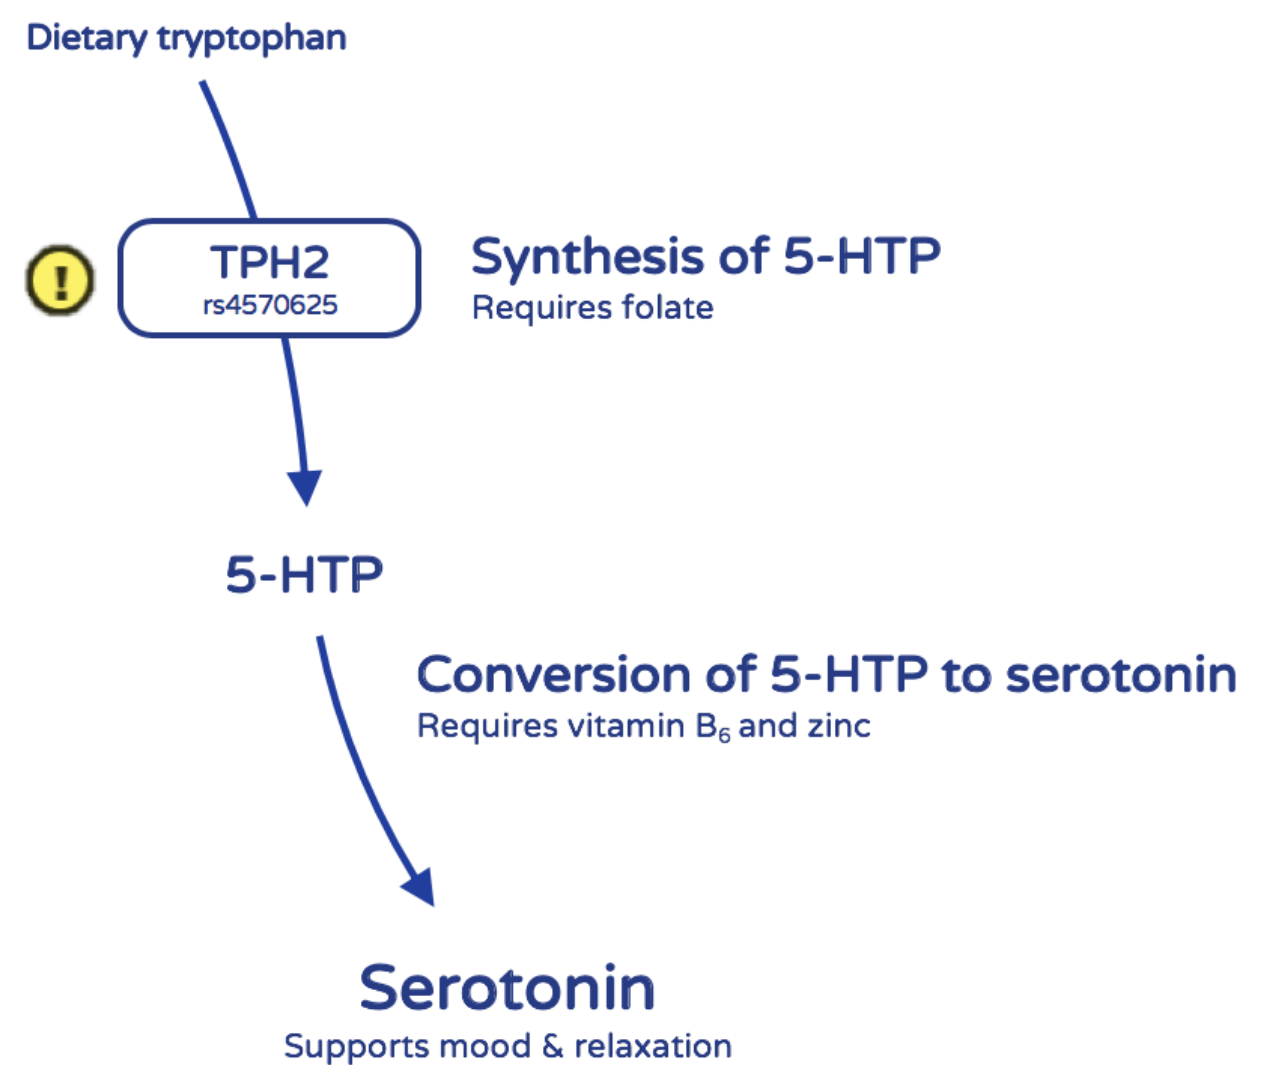 Dietary tryptophan
!
TPH2
rs4570625
Synthesis of 5-HTP
Requires folate
5-HTP
Conversion of 5-HTP to serotonin
Requires vitamin B₆ and zinc
Serotonin
Supports mood & relaxation